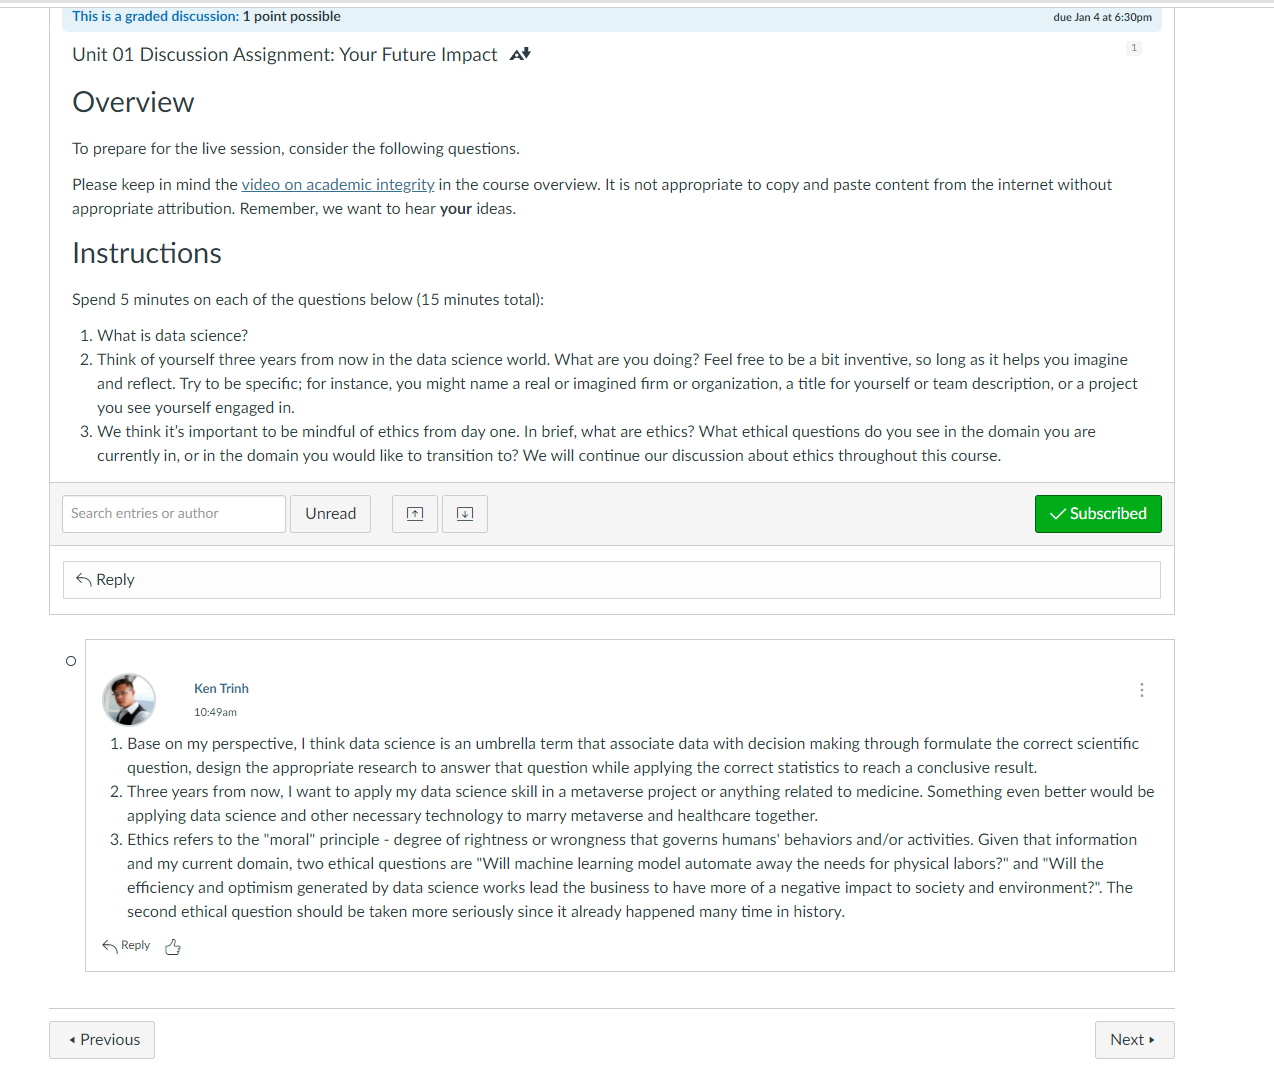 This is a graded discussion: 1 point possible
due Jan 4 at 6:30pm
Unit 01 Discussion Assignment: Your Future Impact
1
Overview
To prepare for the live session, consider the following questions.
Please keep in mind the video on academic integrity in the course overview. It is not appropriate to copy and paste content from the internet without
appropriate attribution. Remember, we want to hear your ideas.
Instructions
Spend 5 minutes on each of the questions below (15 minutes total):
1. What is data science?
2. Think of yourself three years from now in the data science world. What are you doing? Feel free to be a bit inventive, so long as it helps you imagine
and reflect. Try to be specific; for instance, you might name a real or imagined firm or organization, a title for yourself or team description, or a project
you see yourself engaged in.
3. We think it’s important to be mindful of ethics from day one. In brief, what are ethics? What ethical questions do you see in the domain you are
currently in, or in the domain you would like to transition to? We will continue our discussion about ethics throughout this course.
Search entries or author
Unread
Subscribed
Reply
Ken Trinh
10:49am
1. Base on my perspective, I think data science is an umbrella term that associate data with decision making through formulate the correct scientific
question, design the appropriate research to answer that question while applying the correct statistics to reach a conclusive result.
2. Three years from now, I want to apply my data science skill in a metaverse project or anything related to medicine. Something even better would be
applying data science and other necessary technology to marry metaverse and healthcare together.
3. Ethics refers to the "moral" principle - degree of rightness or wrongness that governs humans' behaviors and/or activities. Given that information
and my current domain, two ethical questions are "Will machine learning model automate away the needs for physical labors?" and "Will the
efficiency and optimism generated by data science works lead the business to have more of a negative impact to society and environment?". The
second ethical question should be taken more seriously since it already happened many time in history.
Reply
Previous
Next